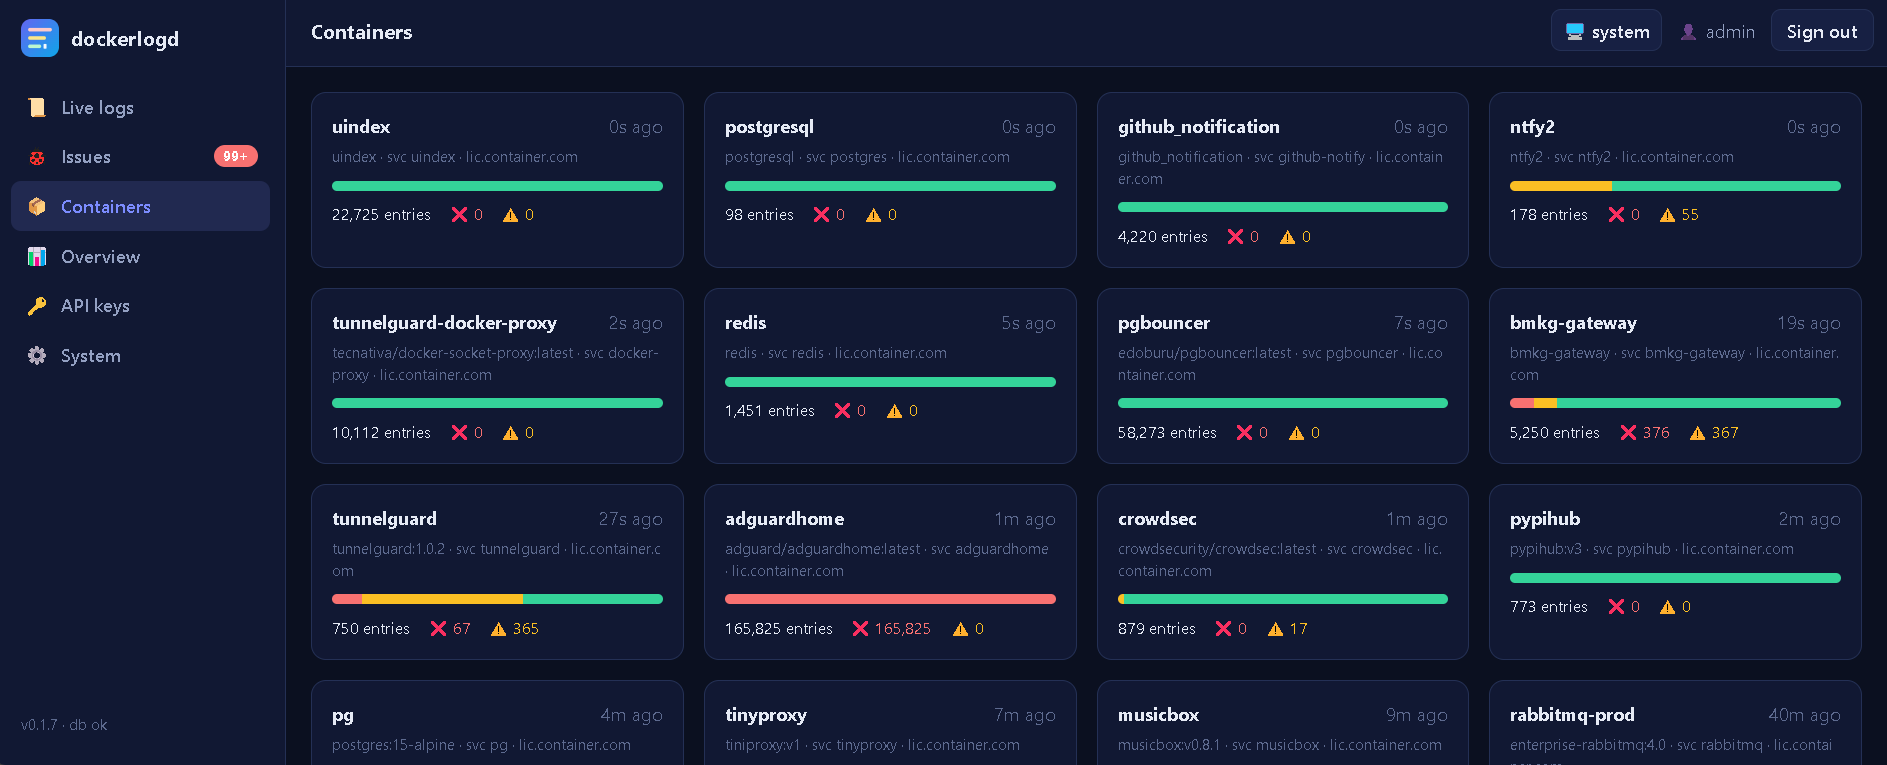 dockerlogd
Live logs
Issues 99+
Containers
Overview
API keys
System
v0.1.7 · db ok
Containers
system admin Sign out
uindex 0s ago
uindex · svc uindex · lic.container.com
22,725 entries 0 0
postgresql 0s ago
postgresql · svc postgres · lic.container.com
98 entries 0 0
github_notification 0s ago
github_notification · svc github-notify · lic.contain
er.com
4,220 entries 0 0
ntfy2 0s ago
ntfy2 · svc ntfy2 · lic.container.com
178 entries 0 55
tunnelguard-docker-proxy 2s ago
tecnativa/docker-socket-proxy:latest · svc docker-
proxy · lic.container.com
10,112 entries 0 0
redis 5s ago
redis · svc redis · lic.container.com
1,451 entries 0 0
pgbouncer 7s ago
edoburu/pgbouncer:latest · svc pgbouncer · lic.co
ntainer.com
58,273 entries 0 0
bmkg-gateway 19s ago
bmkg-gateway · svc bmkg-gateway · lic.container.
com
5,250 entries 376 367
tunnelguard 27s ago
tunnelguard:1.0.2 · svc tunnelguard · lic.container.c
om
750 entries 67 365
adguardhome 1m ago
adguard/adguardhome:latest · svc adguardhome
· lic.container.com
165,825 entries 165,825 0
crowdsec 1m ago
crowdsecurity/crowdsec:latest · svc crowdsec · lic.
container.com
879 entries 0 17
pypihub 2m ago
pypihub:v3 · svc pypihub · lic.container.com
773 entries 0 0
pg 4m ago
postgres:15-alpine · svc pg · lic.container.com
tinyproxy 7m ago
tiniproxy:v1 · svc tinyproxy · lic.container.com
musicbox 9m ago
musicbox:v0.8.1 · svc musicbox · lic.container.com
rabbitmq-prod 40m ago
enterprise-rabbitmq:4.0 · svc rabbitmq · lic.contai